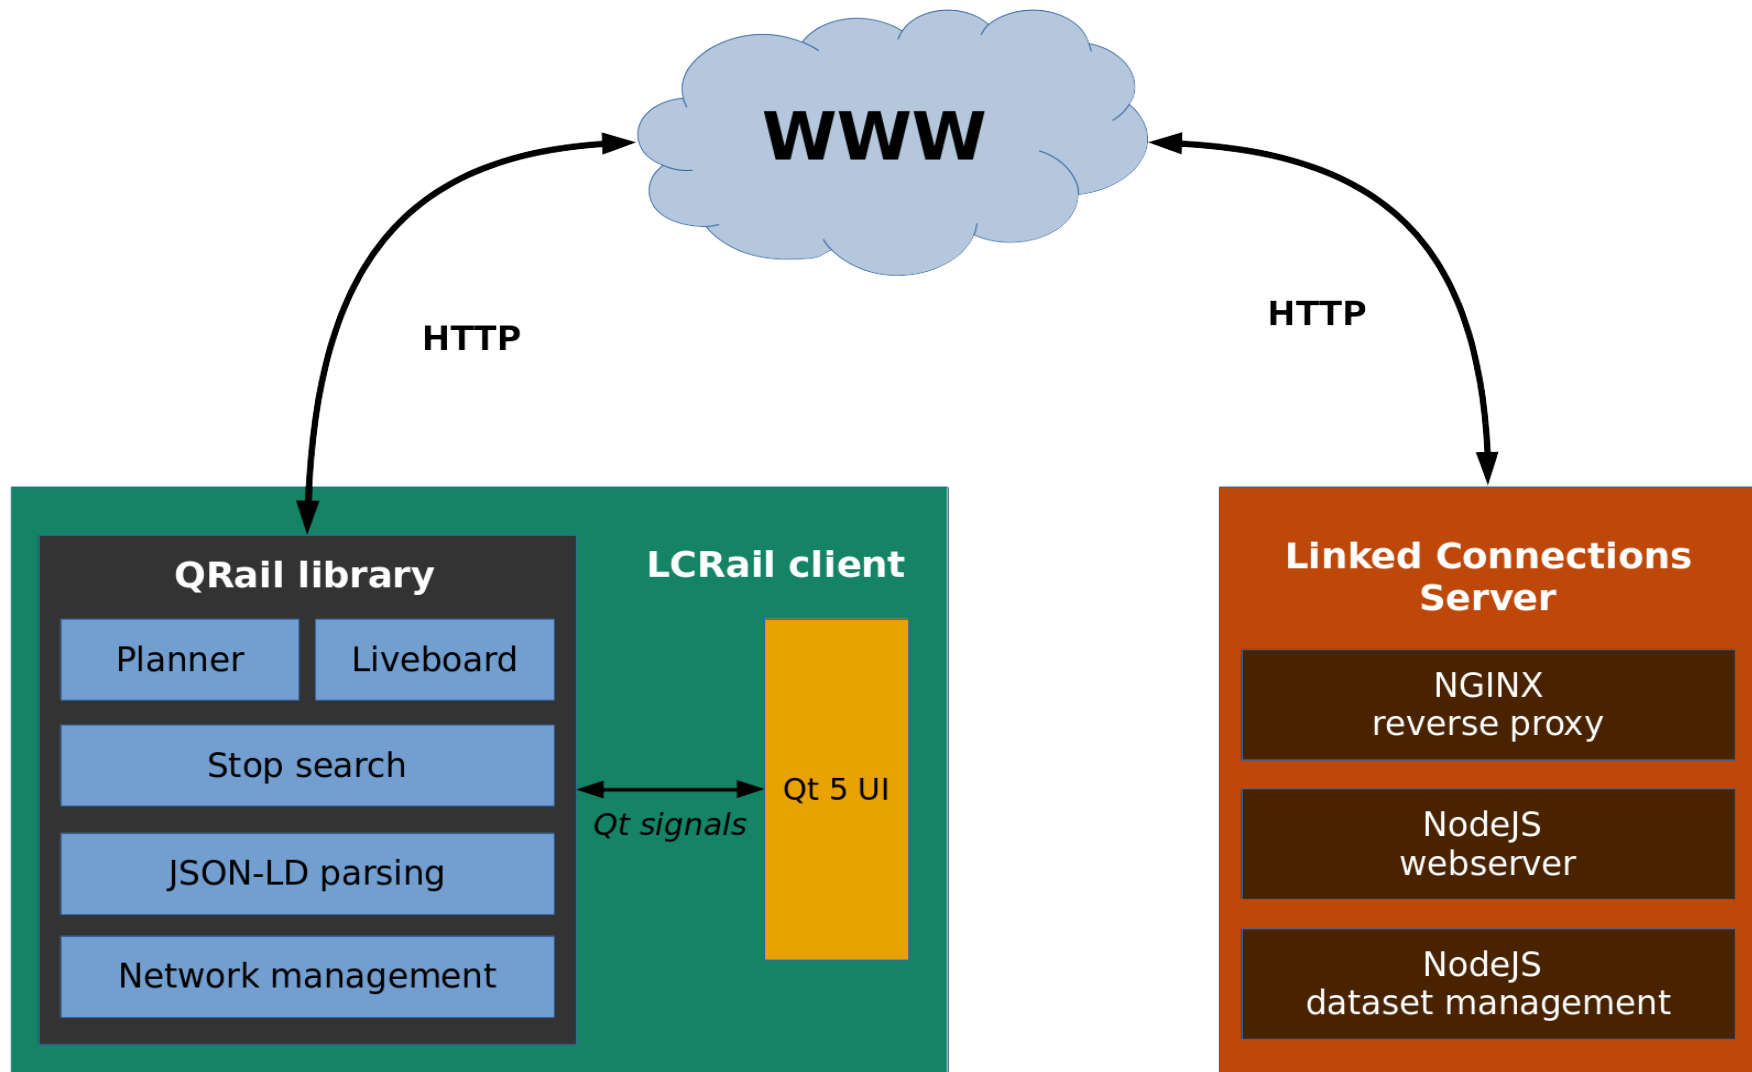 WWW
HTTP
HTTP
QRail library
LCRail client
Planner
Liveboard
Stop search
JSON-LD parsing
Network management
Qt signals
Qt 5 UI
Linked Connections
Server
NGINX
reverse proxy
NodeJS
webserver
NodeJS
dataset management